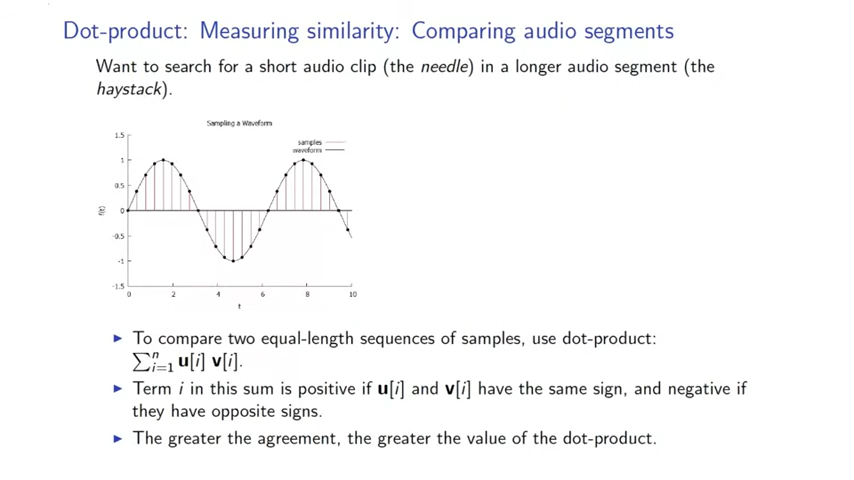 Dot-product: Measuring similarity: Comparing audio segments
Want to search for a short audio clip (the needle) in a longer audio segment (the
haystack).
Sampling a Waveform
samples
waveform
1.5
1
0.5
0
-0.5
-1
-1.5
f(t)
0 2 4 6 8 10
t
▶ To compare two equal-length sequences of samples, use dot-product:
∑ⁿᵢ₌₁ u[i] v[i].
▶ Term i in this sum is positive if u[i] and v[i] have the same sign, and negative if
they have opposite signs.
▶ The greater the agreement, the greater the value of the dot-product.